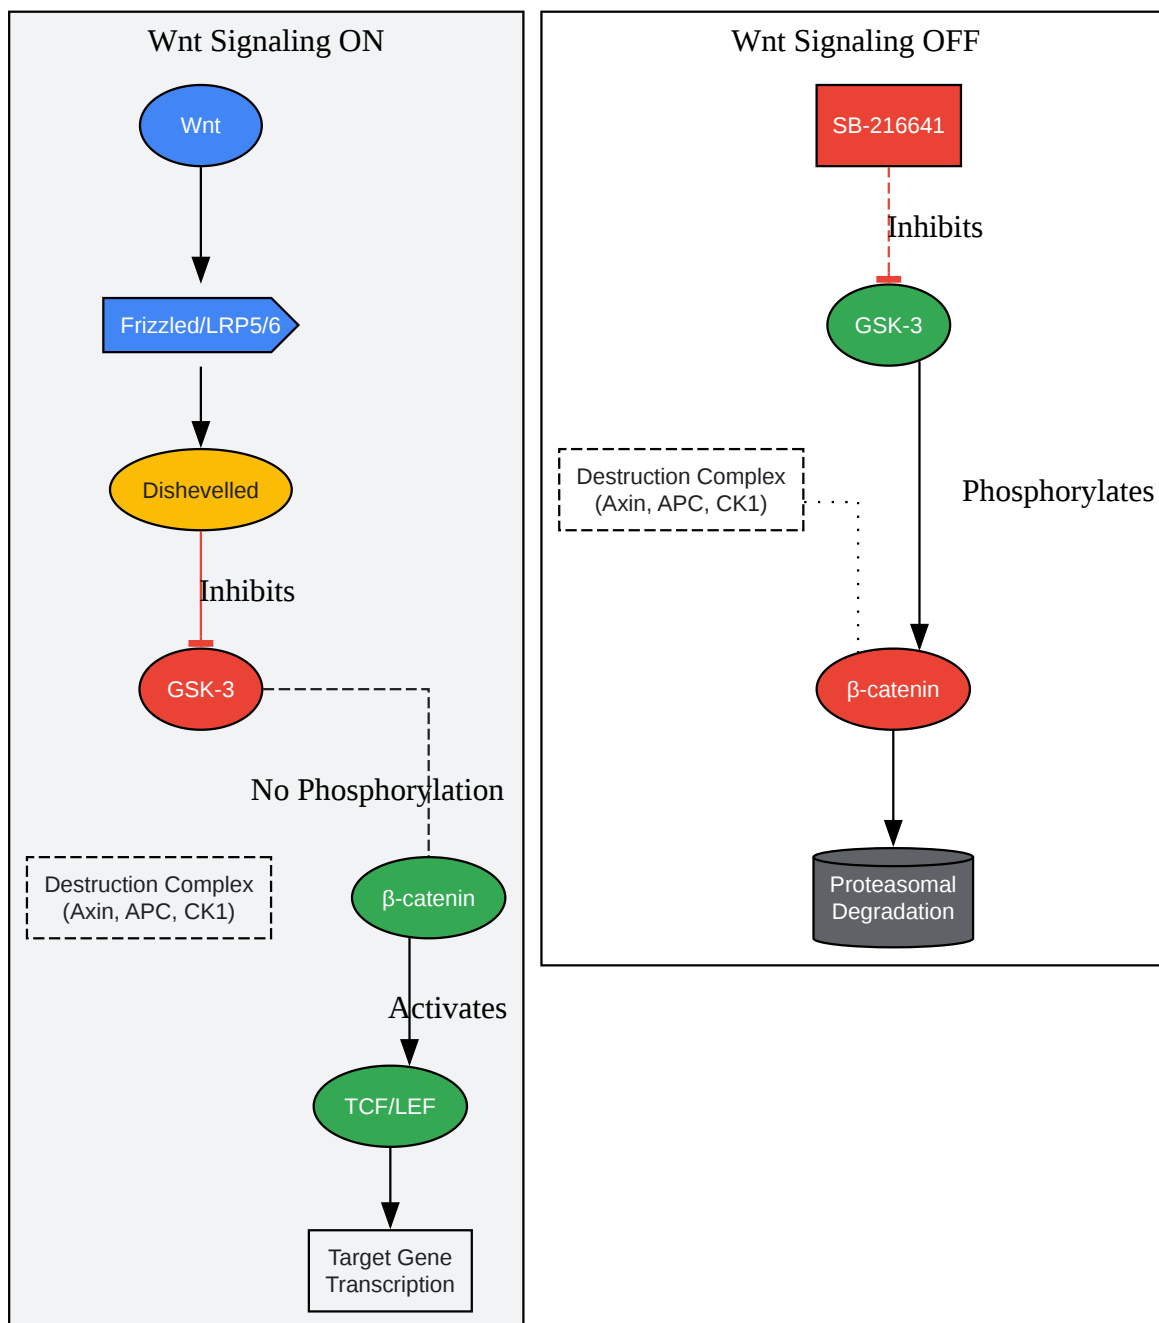 Wnt Signaling ON
Wnt
Frizzled/LRP5/6
Dishevelled
Inhibits
GSK-3
No Phosphorylation
Destruction Complex
(Axin, APC, CK1)
β-catenin
Activates
TCF/LEF
Target Gene
Transcription
Wnt Signaling OFF
SB-216641
Inhibits
GSK-3
Destruction Complex
(Axin, APC, CK1)
Phosphorylates
β-catenin
Proteasomal
Degradation